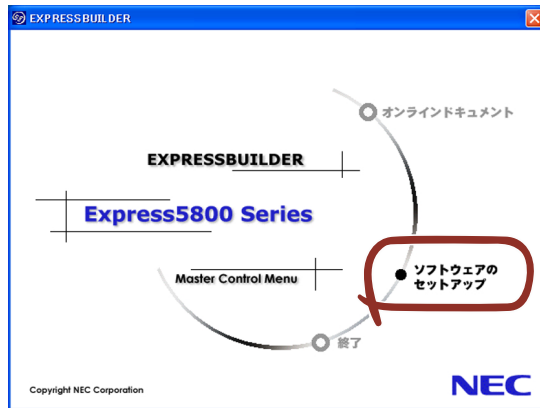 EXPRESSBUILDER
オンラインドキュメント
EXPRESSBUILDER
Express5800 Series
ソフトウェアの
セットアップ
Master Control Menu
終了
Copyright NEC Corporation
NEC